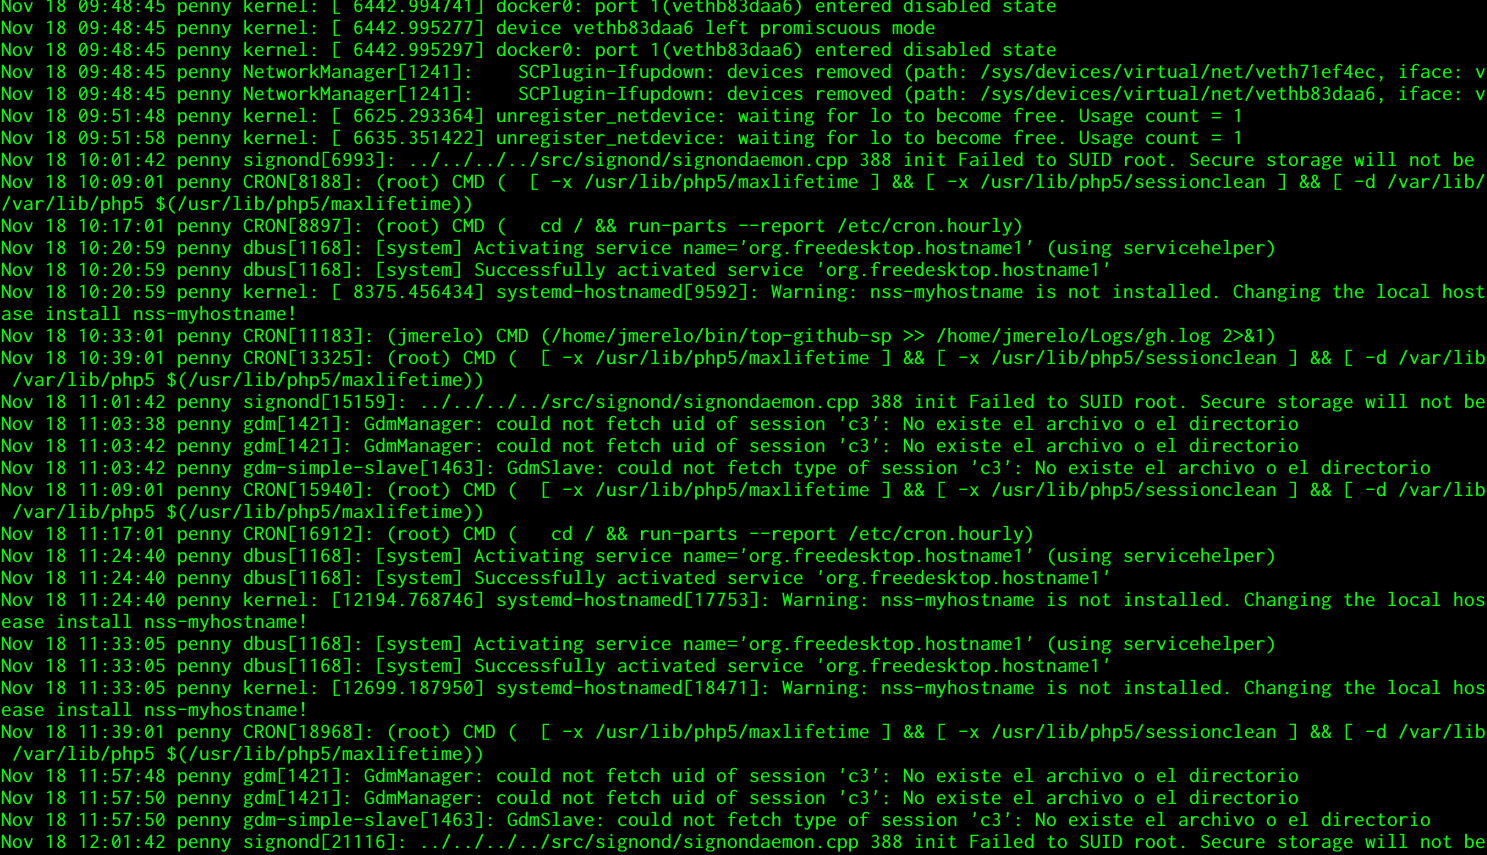 Nov 18 09:48:45 penny kernel: [ 6442.994741] docker0: port 1(vethb83daa6) entered disabled state
Nov 18 09:48:45 penny kernel: [ 6442.995277] device vethb83daa6 left promiscuous mode
Nov 18 09:48:45 penny kernel: [ 6442.995297] docker0: port 1(vethb83daa6) entered disabled state
Nov 18 09:48:45 penny NetworkManager[1241]:    SCPlugin-Ifupdown: devices removed (path: /sys/devices/virtual/net/veth71ef4ec, iface: v
Nov 18 09:48:45 penny NetworkManager[1241]:    SCPlugin-Ifupdown: devices removed (path: /sys/devices/virtual/net/vethb83daa6, iface: v
Nov 18 09:51:48 penny kernel: [ 6625.293364] unregister_netdevice: waiting for lo to become free. Usage count = 1
Nov 18 09:51:58 penny kernel: [ 6635.351422] unregister_netdevice: waiting for lo to become free. Usage count = 1
Nov 18 10:01:42 penny signond[6993]: ../../../../src/signond/signondaemon.cpp 388 init Failed to SUID root. Secure storage will not be
Nov 18 10:09:01 penny CRON[8188]: (root) CMD (  [ -x /usr/lib/php5/maxlifetime ] && [ -x /usr/lib/php5/sessionclean ] && [ -d /var/lib/
/var/lib/php5 $(/usr/lib/php5/maxlifetime))
Nov 18 10:17:01 penny CRON[8897]: (root) CMD (   cd / && run-parts --report /etc/cron.hourly)
Nov 18 10:20:59 penny dbus[1168]: [system] Activating service name='org.freedesktop.hostname1' (using servicehelper)
Nov 18 10:20:59 penny dbus[1168]: [system] Successfully activated service 'org.freedesktop.hostname1'
Nov 18 10:20:59 penny kernel: [ 8375.456434] systemd-hostnamed[9592]: Warning: nss-myhostname is not installed. Changing the local host
ase install nss-myhostname!
Nov 18 10:33:01 penny CRON[11183]: (jmerelo) CMD (/home/jmerelo/bin/top-github-sp >> /home/jmerelo/Logs/gh.log 2>&1)
Nov 18 10:39:01 penny CRON[13325]: (root) CMD (  [ -x /usr/lib/php5/maxlifetime ] && [ -x /usr/lib/php5/sessionclean ] && [ -d /var/lib
/var/lib/php5 $(/usr/lib/php5/maxlifetime))
Nov 18 11:01:42 penny signond[15159]: ../../../../src/signond/signondaemon.cpp 388 init Failed to SUID root. Secure storage will not be
Nov 18 11:03:38 penny gdm[1421]: GdmManager: could not fetch uid of session 'c3': No existe el archivo o el directorio
Nov 18 11:03:42 penny gdm[1421]: GdmManager: could not fetch uid of session 'c3': No existe el archivo o el directorio
Nov 18 11:03:42 penny gdm-simple-slave[1463]: GdmSlave: could not fetch type of session 'c3': No existe el archivo o el directorio
Nov 18 11:09:01 penny CRON[15940]: (root) CMD (  [ -x /usr/lib/php5/maxlifetime ] && [ -x /usr/lib/php5/sessionclean ] && [ -d /var/lib
/var/lib/php5 $(/usr/lib/php5/maxlifetime))
Nov 18 11:17:01 penny CRON[16912]: (root) CMD (   cd / && run-parts --report /etc/cron.hourly)
Nov 18 11:24:40 penny dbus[1168]: [system] Activating service name='org.freedesktop.hostname1' (using servicehelper)
Nov 18 11:24:40 penny dbus[1168]: [system] Successfully activated service 'org.freedesktop.hostname1'
Nov 18 11:24:40 penny kernel: [12194.768746] systemd-hostnamed[17753]: Warning: nss-myhostname is not installed. Changing the local hos
ease install nss-myhostname!
Nov 18 11:33:05 penny dbus[1168]: [system] Activating service name='org.freedesktop.hostname1' (using servicehelper)
Nov 18 11:33:05 penny dbus[1168]: [system] Successfully activated service 'org.freedesktop.hostname1'
Nov 18 11:33:05 penny kernel: [12699.187950] systemd-hostnamed[18471]: Warning: nss-myhostname is not installed. Changing the local hos
ease install nss-myhostname!
Nov 18 11:39:01 penny CRON[18968]: (root) CMD (  [ -x /usr/lib/php5/maxlifetime ] && [ -x /usr/lib/php5/sessionclean ] && [ -d /var/lib
/var/lib/php5 $(/usr/lib/php5/maxlifetime))
Nov 18 11:57:48 penny gdm[1421]: GdmManager: could not fetch uid of session 'c3': No existe el archivo o el directorio
Nov 18 11:57:50 penny gdm[1421]: GdmManager: could not fetch uid of session 'c3': No existe el archivo o el directorio
Nov 18 11:57:50 penny gdm-simple-slave[1463]: GdmSlave: could not fetch type of session 'c3': No existe el archivo o el directorio
Nov 18 12:01:42 penny signond[21116]: ../../../../src/signond/signondaemon.cpp 388 init Failed to SUID root. Secure storage will not be